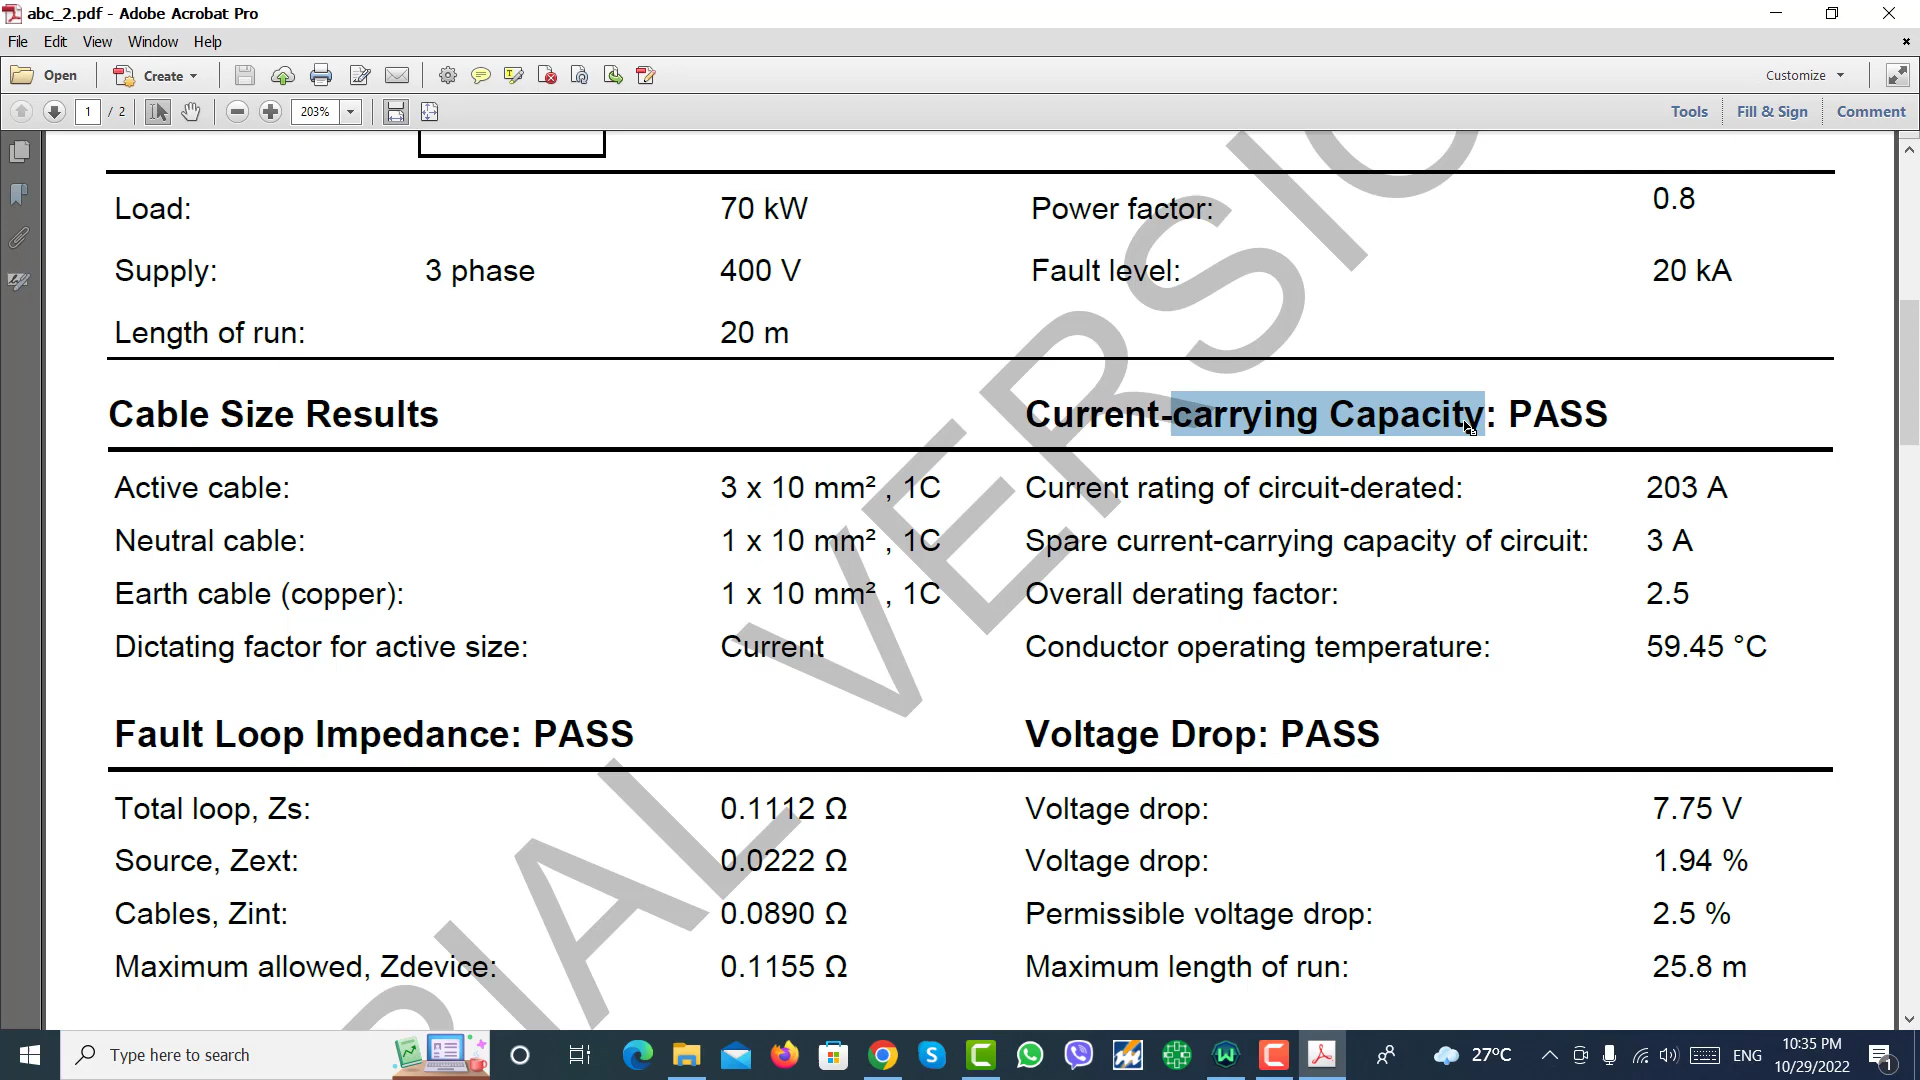 abc_2.pdf - Adobe Acrobat Pro
File Edit View Window Help
Open Create Customize
1 / 2 203% Tools Fill & Sign Comment
Load: 70 kW Power factor: 0.8
Supply: 3 phase 400 V Fault level: 20 kA
Length of run: 20 m
Cable Size Results Current-carrying Capacity: PASS
Active cable: 3 x 10 mm² , 1C Current rating of circuit-derated: 203 A
Neutral cable: 1 x 10 mm² , 1C Spare current-carrying capacity of circuit: 3 A
Earth cable (copper): 1 x 10 mm² , 1C Overall derating factor: 2.5
Dictating factor for active size: Current Conductor operating temperature: 59.45 °C
Fault Loop Impedance: PASS Voltage Drop: PASS
Total loop, Zs: 0.1112 Ω Voltage drop: 7.75 V
Source, Zext: 0.0222 Ω Voltage drop: 1.94 %
Cables, Zint: 0.0890 Ω Permissible voltage drop: 2.5 %
Maximum allowed, Zdevice: 0.1155 Ω Maximum length of run: 25.8 m
RIAL VERSIO
Type here to search 27°C ENG 10:35 PM
10/29/2022 1